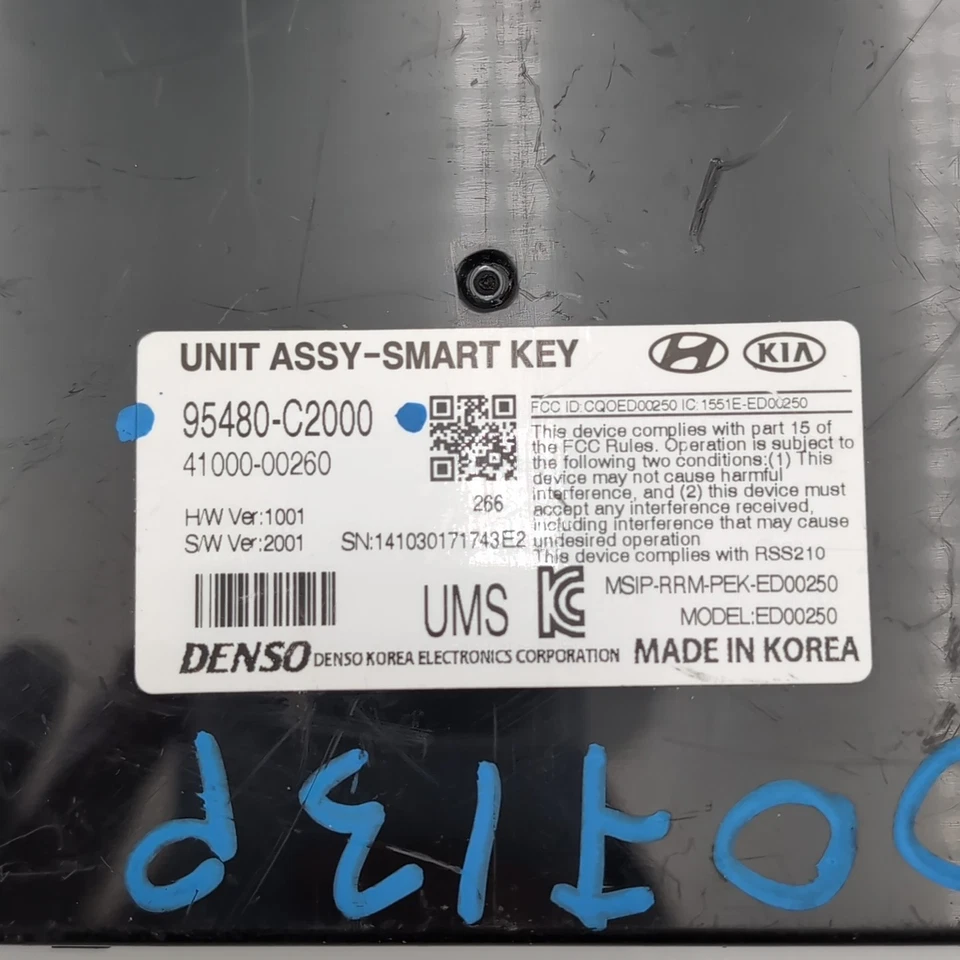 UNIT ASSY-SMART KEY
KIA
95480-C2000
41000-00260
FCC ID:CQOED00250 IC:1551E-ED00250
This device complies with part 15 of
the FCC Rules. Operation is subject to
the following two conditions:(1) This
device may not cause harmful
interference, and (2) this device must
accept any interference received,
including interference that may cause
undesired operation
This device complies with RSS210
266
H/W Ver:1001
S/W Ver:2001
SN:141030171743E2
UMS
MSIP-RRM-PEK-ED00250
MODEL:ED00250
DENSO DENSO KOREA ELECTRONICS CORPORATION
MADE IN KOREA